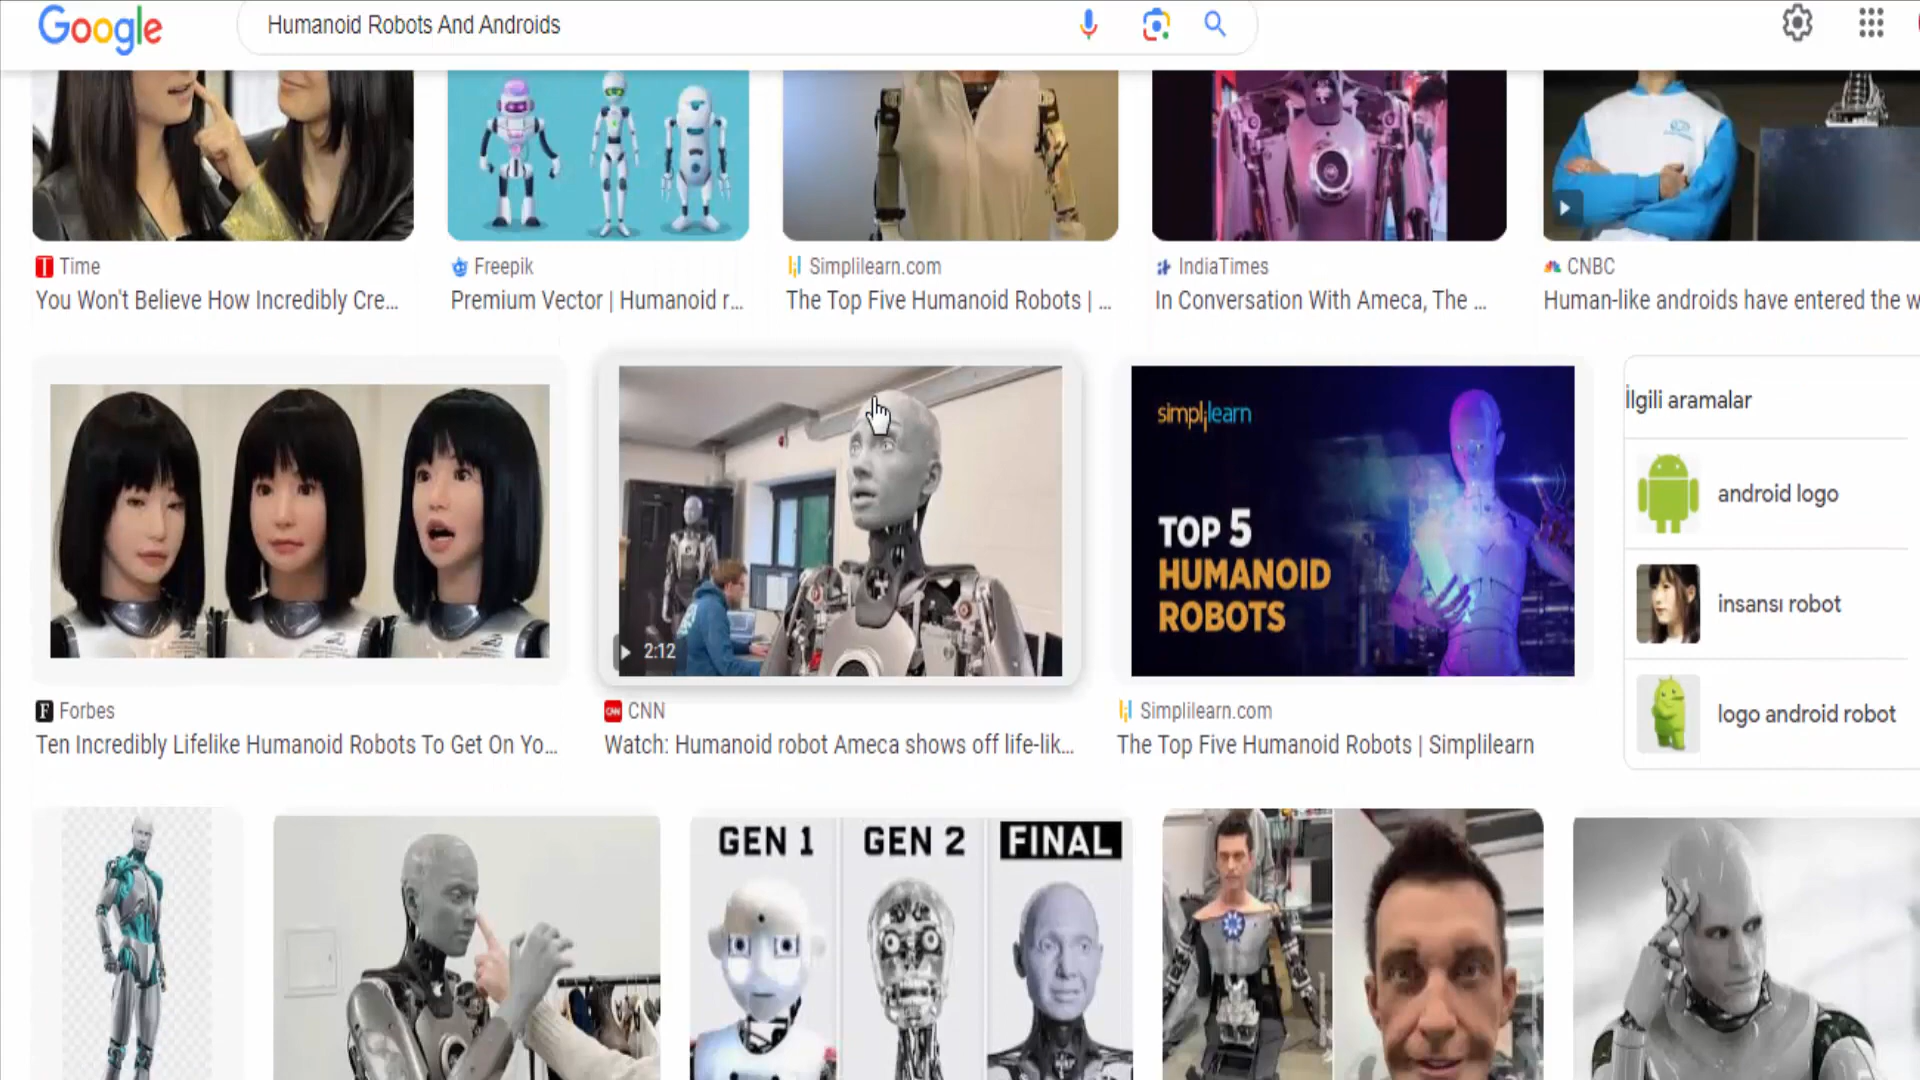 Google
Humanoid Robots And Androids
Time
You Won't Believe How Incredibly Cre...
Freepik
Premium Vector | Humanoid r...
Simplilearn.com
The Top Five Humanoid Robots | ...
IndiaTimes
In Conversation With Ameca, The ...
CNBC
Human-like androids have entered the w
2:12
simplilearn
TOP 5
HUMANOID
ROBOTS
Forbes
Ten Incredibly Lifelike Humanoid Robots To Get On Yo...
CNN
Watch: Humanoid robot Ameca shows off life-lik...
Simplilearn.com
The Top Five Humanoid Robots | Simplilearn
İlgili aramalar
android logo
insansı robot
logo android robot
GEN 1
GEN 2
FINAL